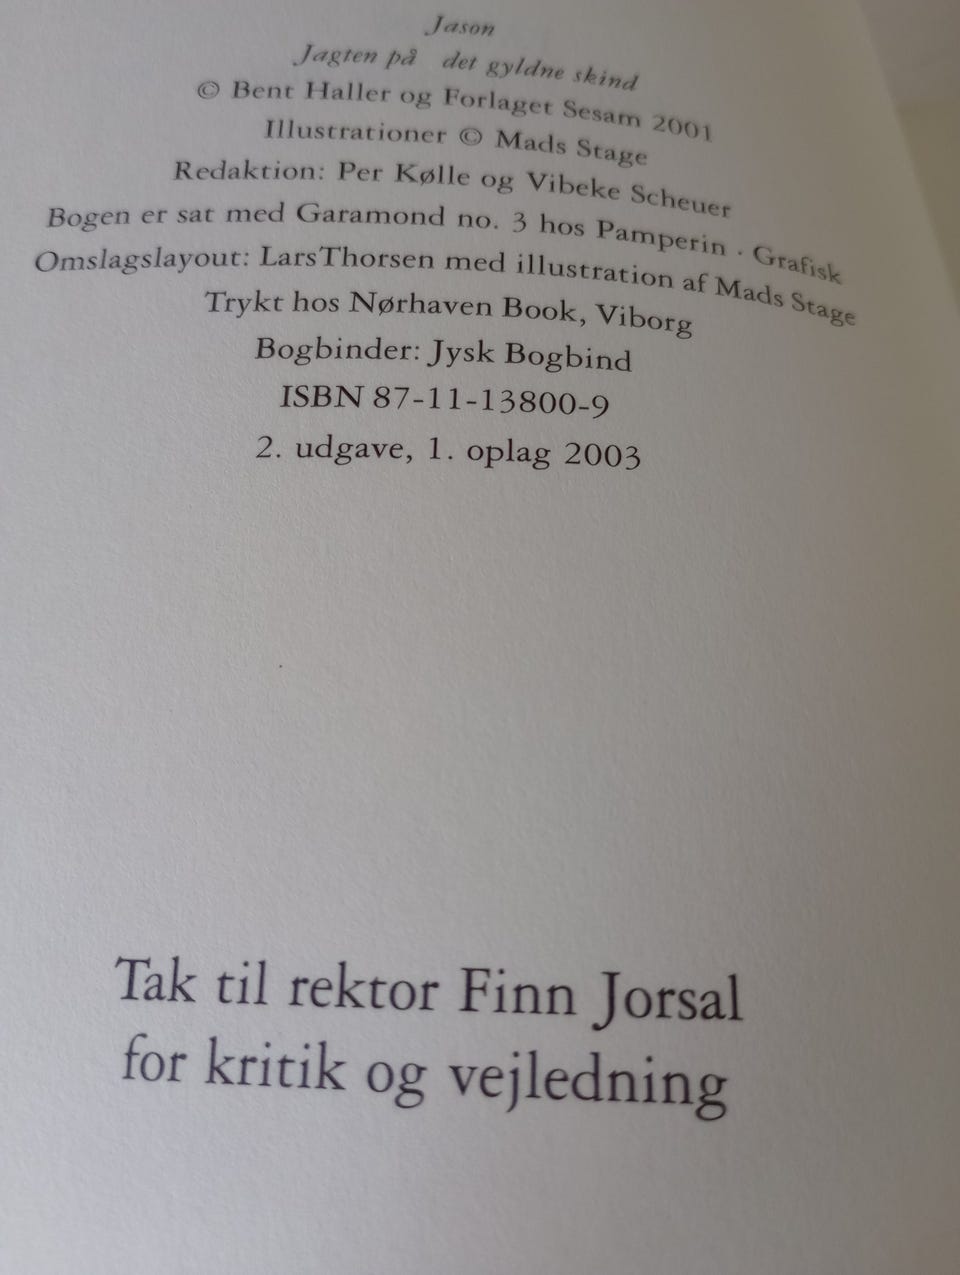 Jason
Jagten på det gyldne skind
© Bent Haller og Forlaget Sesam 2001
Illustrationer © Mads Stage
Redaktion: Per Kølle og Vibeke Scheuer
Bogen er sat med Garamond no. 3 hos Pamperin · Grafisk
Omslagslayout: LarsThorsen med illustration af Mads Stage
Trykt hos Nørhaven Book, Viborg
Bogbinder: Jysk Bogbind
ISBN 87-11-13800-9
2. udgave, 1. oplag 2003
Tak til rektor Finn Jorsal
for kritik og vejledning